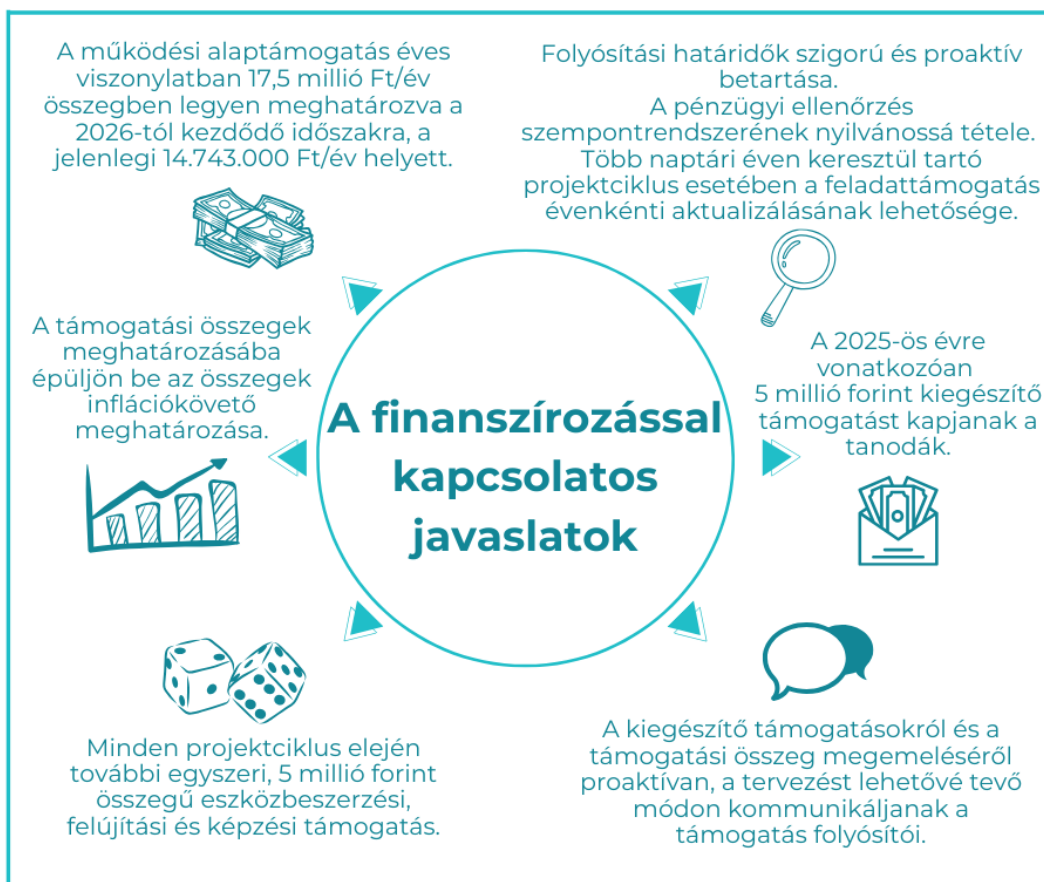 A működési alaptámogatás éves
viszonylatban 17,5 millió Ft/év
összegben legyen meghatározva a
2026-tól kezdődő időszakra, a
jelenlegi 14.743.000 Ft/év helyett.
Folyósítási határidők szigorú és proaktív
betartása.
A pénzügyi ellenőrzés
szempontrendszerének nyilvánossá tétele.
Több naptári éven keresztül tartó
projektciklus esetében a feladattámogatás
évenkénti aktualizálásának lehetősége.
A támogatási összegek
meghatározásába
épüljön be az összegek
inflációkövető
meghatározása.
A finanszírozással
kapcsolatos
javaslatok
A 2025-ös évre
vonatkozóan
5 millió forint kiegészítő
támogatást kapjanak a
tanodák.
Minden projektciklus elején
további egyszeri, 5 millió forint
összegű eszközbeszerzési,
felújítási és képzési támogatás.
A kiegészítő támogatásokról és a
támogatási összeg megemeléséről
proaktívan, a tervezést lehetővé tevő
módon kommunikáljanak a
támogatás folyósítói.